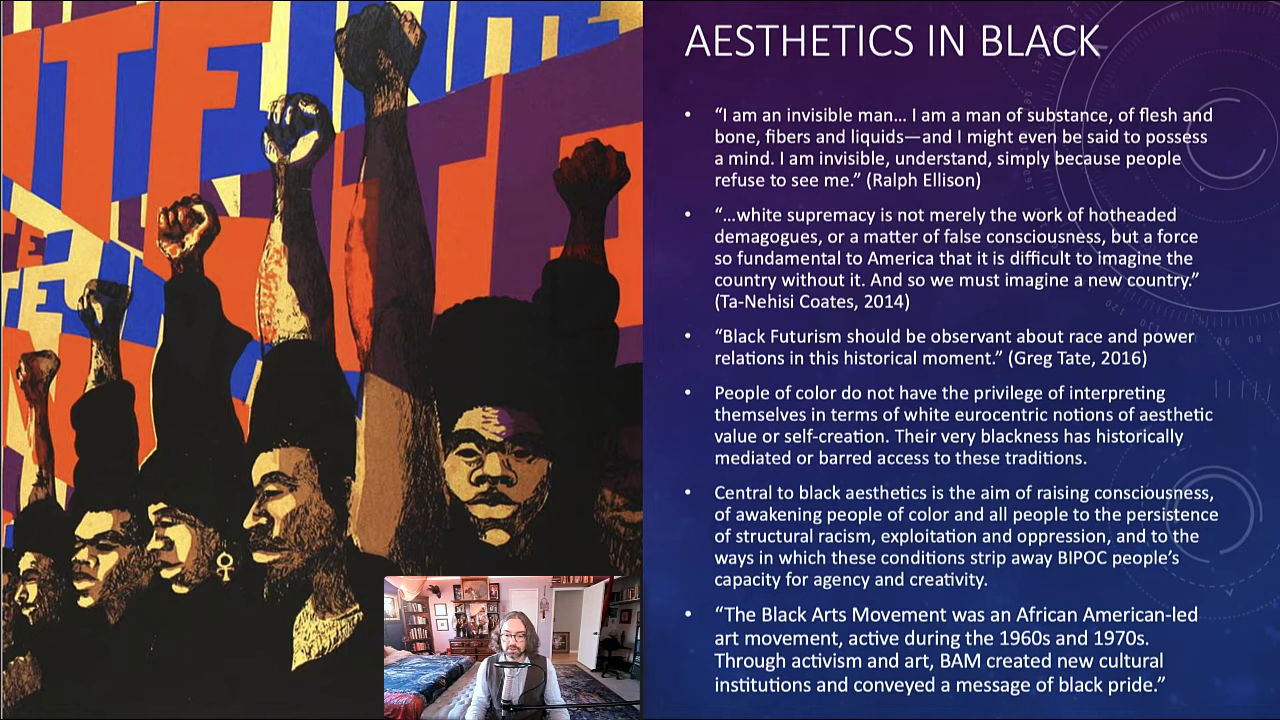 AESTHETICS IN BLACK
• “I am an invisible man… I am a man of substance, of flesh and
bone, fibers and liquids—and I might even be said to possess
a mind. I am invisible, understand, simply because people
refuse to see me.” (Ralph Ellison)
• “…white supremacy is not merely the work of hotheaded
demagogues, or a matter of false consciousness, but a force
so fundamental to America that it is difficult to imagine the
country without it. And so we must imagine a new country.”
(Ta-Nehisi Coates, 2014)
• “Black Futurism should be observant about race and power
relations in this historical moment.” (Greg Tate, 2016)
• People of color do not have the privilege of interpreting
themselves in terms of white eurocentric notions of aesthetic
value or self-creation. Their very blackness has historically
mediated or barred access to these traditions.
• Central to black aesthetics is the aim of raising consciousness,
of awakening people of color and all people to the persistence
of structural racism, exploitation and oppression, and to the
ways in which these conditions strip away BIPOC people’s
capacity for agency and creativity.
• “The Black Arts Movement was an African American-led
art movement, active during the 1960s and 1970s.
Through activism and art, BAM created new cultural
institutions and conveyed a message of black pride.”